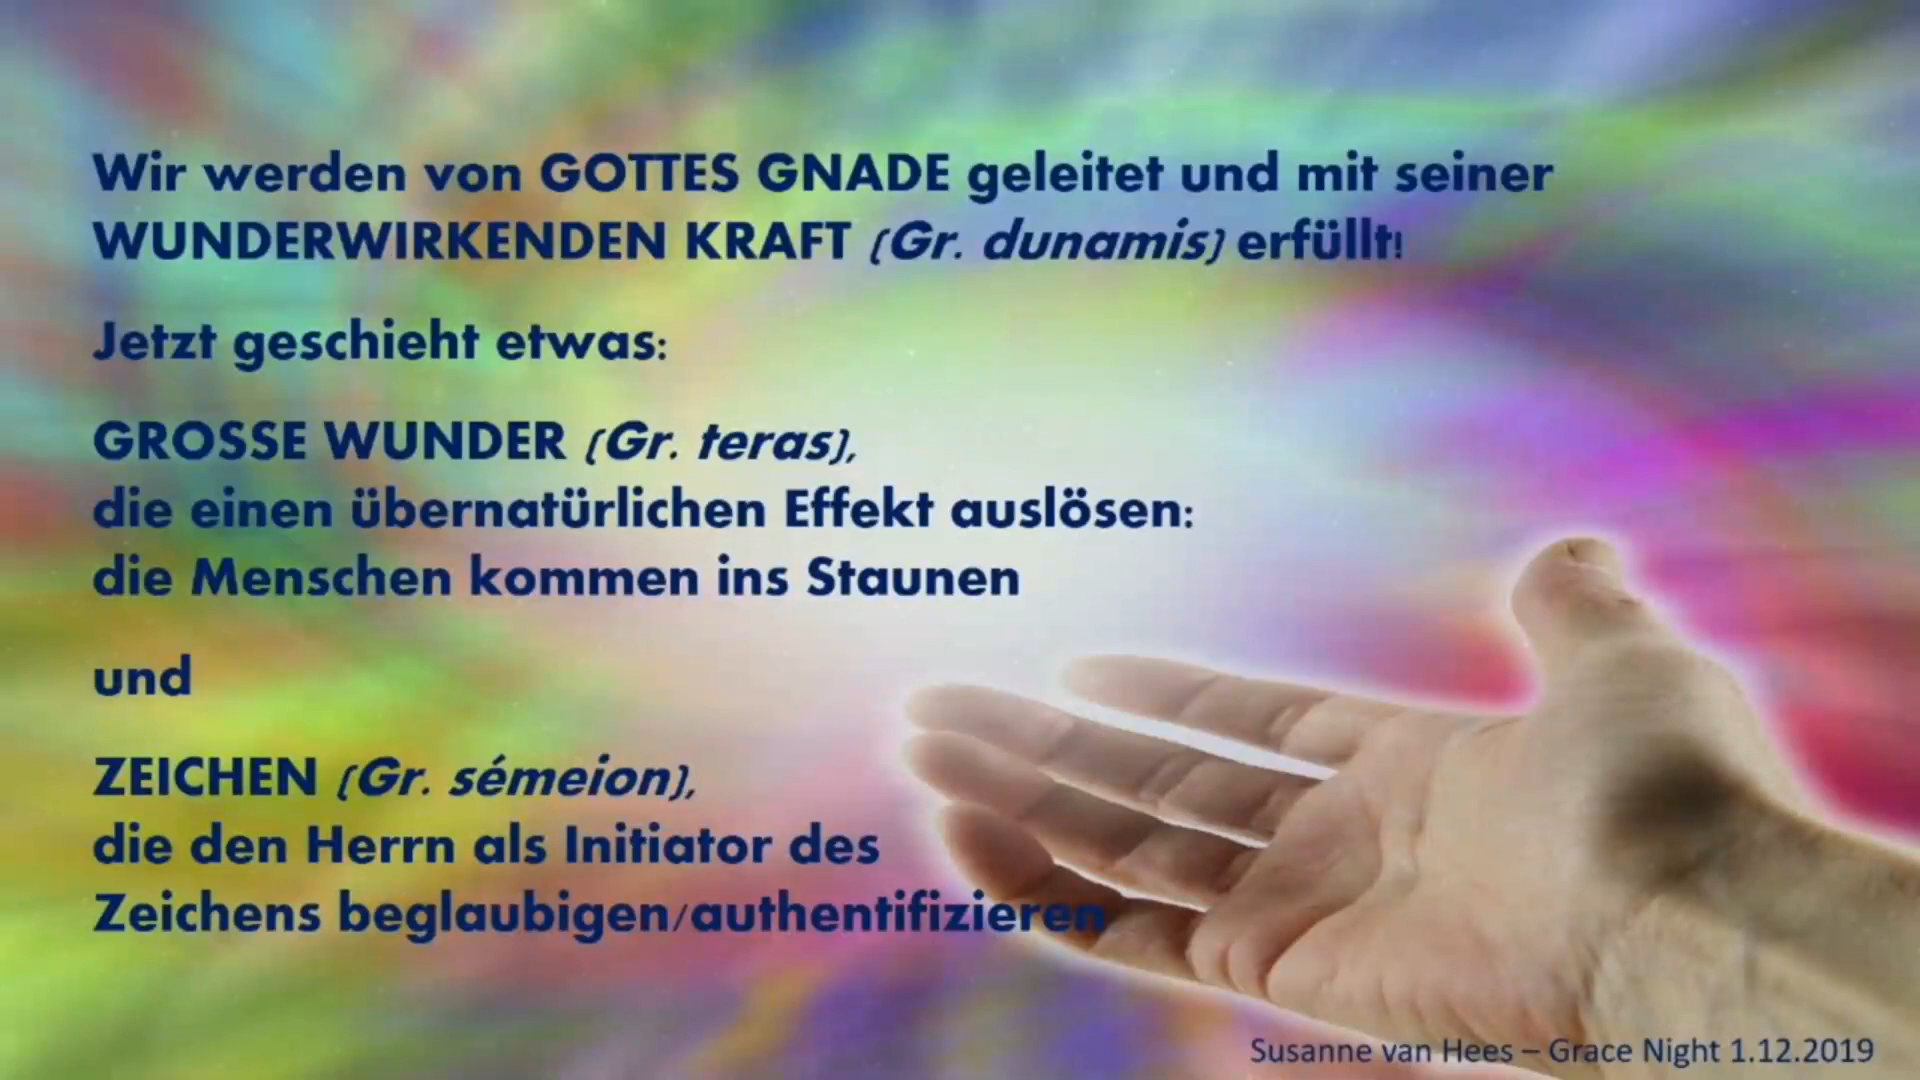 Wir werden von GOTTES GNADE geleitet und mit seiner
WUNDERWIRKENDEN KRAFT (Gr. dunamis) erfüllt!
Jetzt geschieht etwas:
GROSSE WUNDER (Gr. teras),
die einen übernatürlichen Effekt auslösen:
die Menschen kommen ins Staunen
und
ZEICHEN (Gr. sémeion),
die den Herrn als Initiator des
Zeichens beglaubigen/authentifizieren
Susanne van Hees – Grace Night 1.12.2019